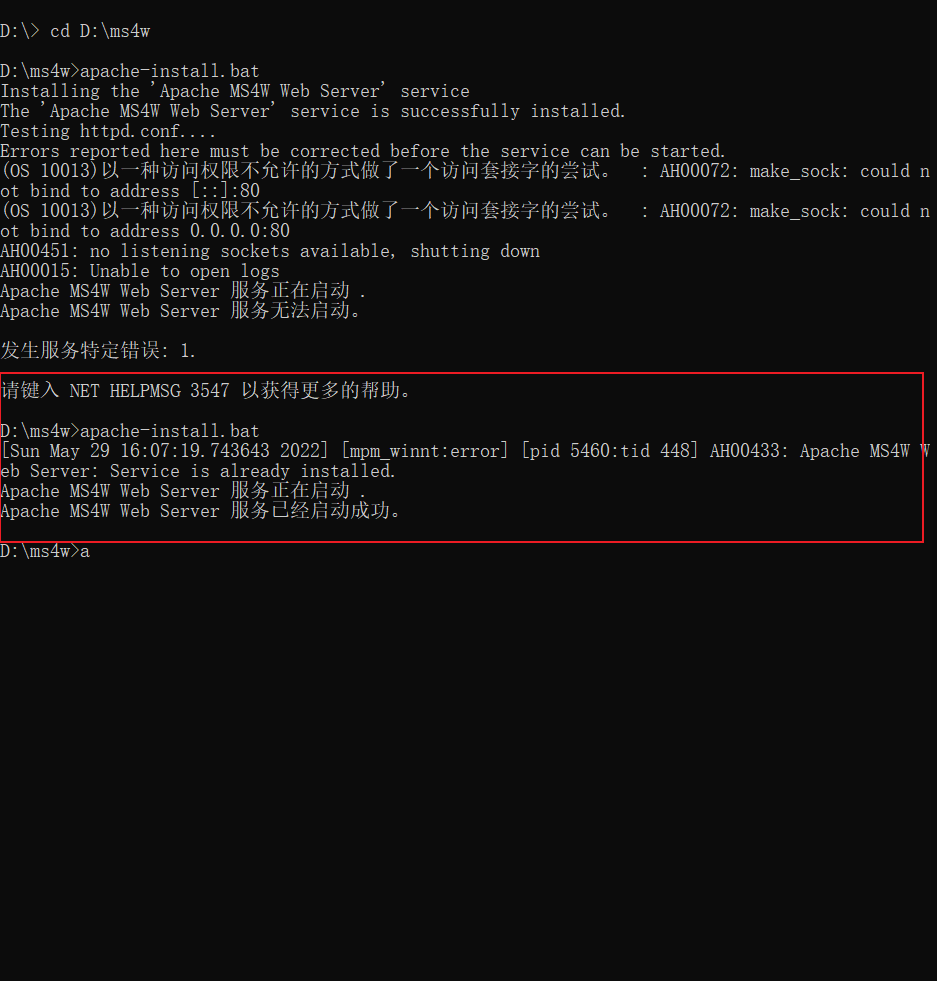 D:\> cd D:\ms4w
D:\ms4w>apache-install.bat
Installing the 'Apache MS4W Web Server' service
The 'Apache MS4W Web Server' service is successfully installed.
Testing httpd.conf....
Errors reported here must be corrected before the service can be started.
(OS 10013)以一种访问权限不允许的方式做了一个访问套接字的尝试。  : AH00072: make_sock: could n
ot bind to address [::]:80
(OS 10013)以一种访问权限不允许的方式做了一个访问套接字的尝试。  : AH00072: make_sock: could n
ot bind to address 0.0.0.0:80
AH00451: no listening sockets available, shutting down
AH00015: Unable to open logs
Apache MS4W Web Server 服务正在启动 .
Apache MS4W Web Server 服务无法启动。
发生服务特定错误: 1.
请键入 NET HELPMSG 3547 以获得更多的帮助。
D:\ms4w>apache-install.bat
[Sun May 29 16:07:19.743643 2022] [mpm_winnt:error] [pid 5460:tid 448] AH00433: Apache MS4W W
eb Server: Service is already installed.
Apache MS4W Web Server 服务正在启动 .
Apache MS4W Web Server 服务已经启动成功。
D:\ms4w>a